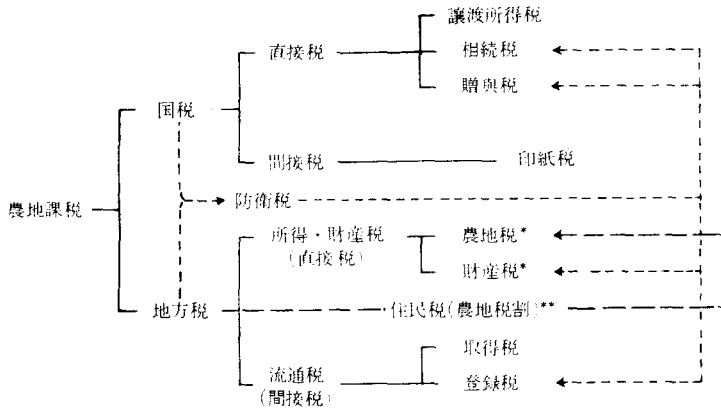 譲渡所得税
直接税 相続税
贈与税
国税
間接税 印紙税
農地課税 防衛税
所得・財産税 農地税*
(直接税) 財産税*
地方税 住民税(農地税割)**
取得税
流通税 登録税
(間接税)